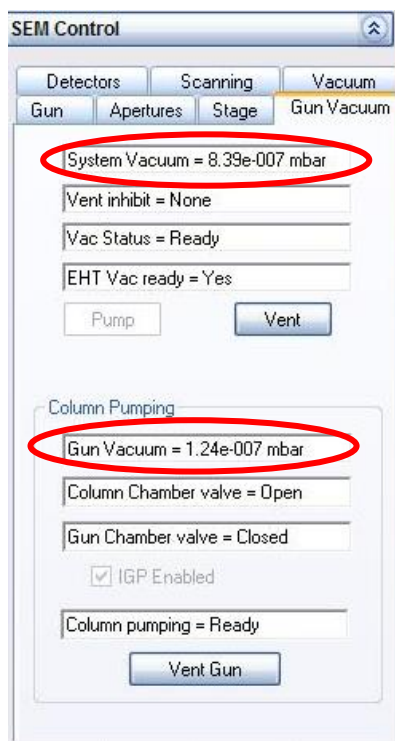 SEM Control
Detectors Scanning Vacuum
Gun Apertures Stage Gun Vacuum
System Vacuum = 8.39e-007 mbar
Vent inhibit = None
Vac Status = Ready
EHT Vac ready = Yes
Pump Vent
Column Pumping
Gun Vacuum = 1.24e-007 mbar
Column Chamber valve = Open
Gun Chamber valve = Closed
IGP Enabled
Column pumping = Ready
Vent Gun